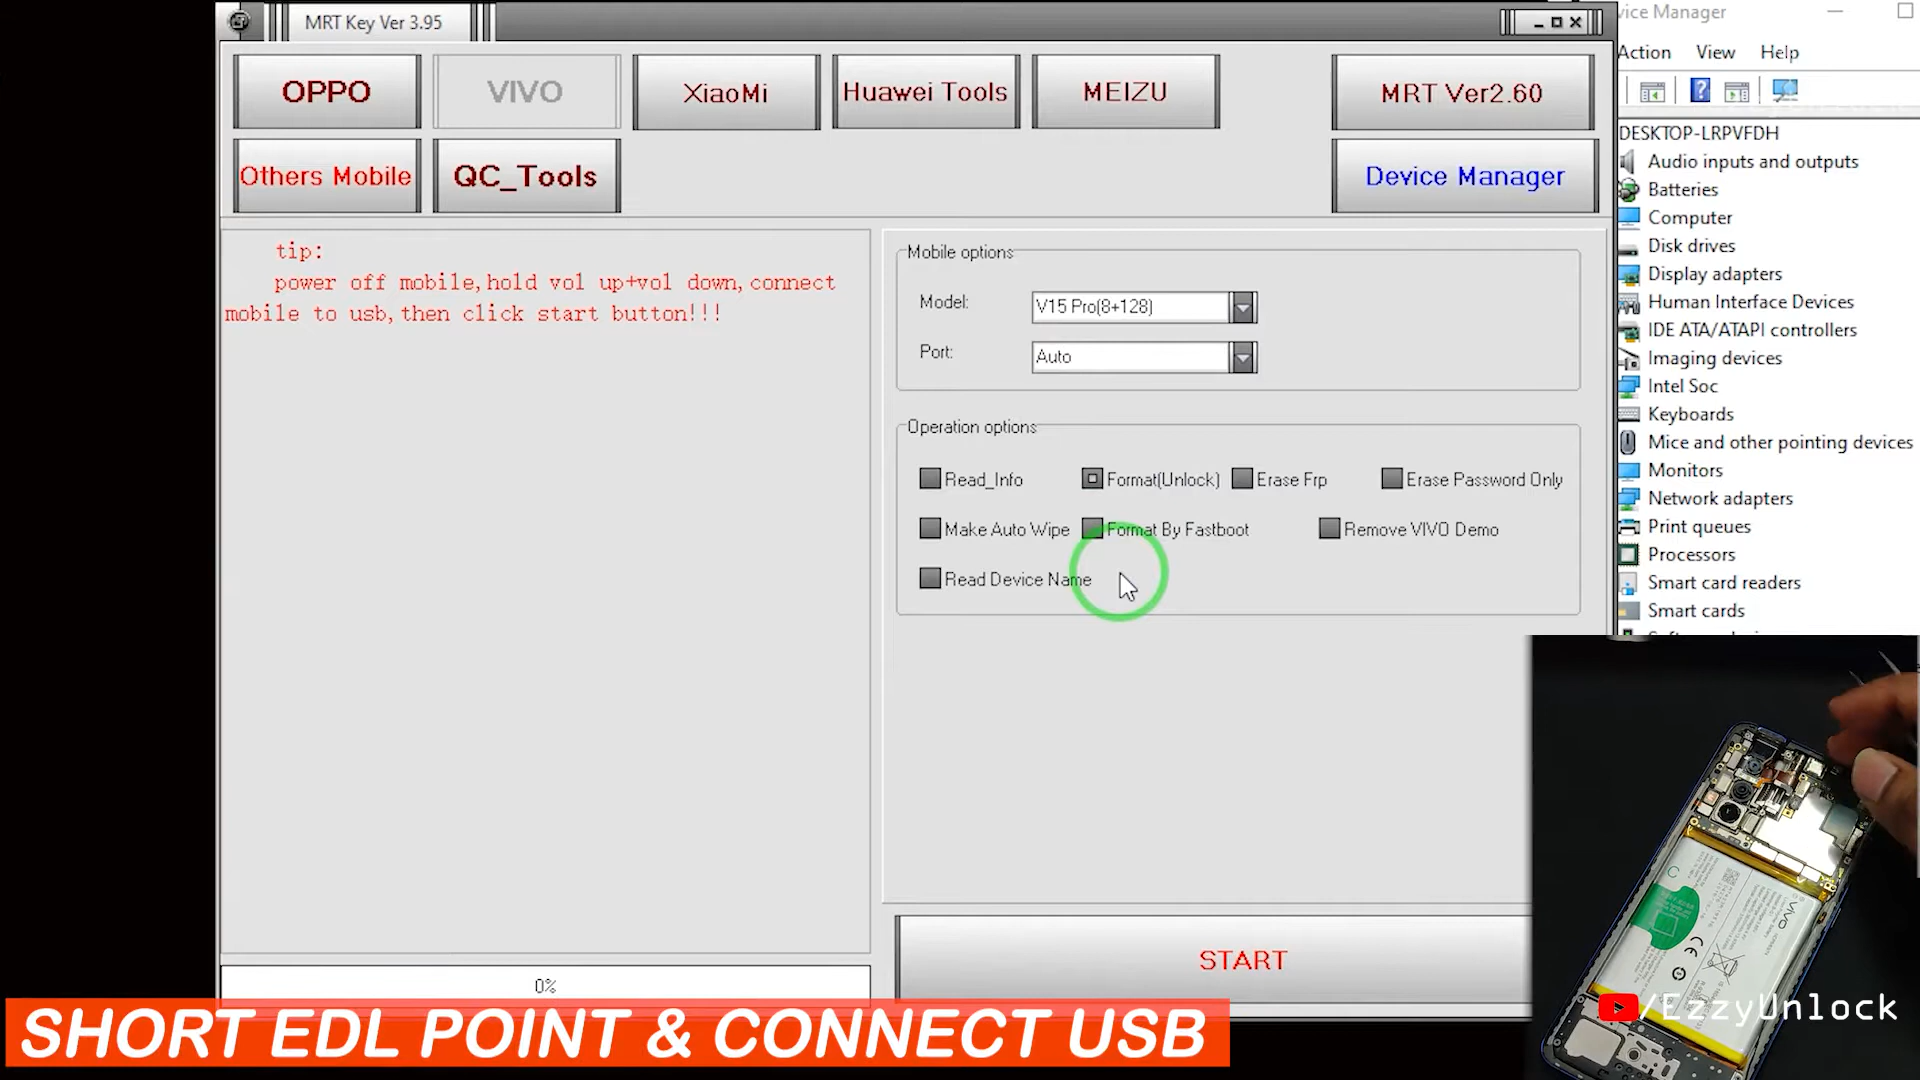 MRT Key Ver 3.95
vice Manager
Action View Help
OPPO
VIVO
XiaoMi
Huawei Tools
MEIZU
MRT Ver2.60
Others Mobile
QC_Tools
Device Manager
tip:
power off mobile,hold vol up+vol down,connect
mobile to usb,then click start button!!!
Mobile options
Model: V15 Pro(8+128)
Port: Auto
Operation options
Read_Info
Format(Unlock)
Erase Frp
Erase Password Only
Make Auto Wipe
Format By Fastboot
Remove VIVO Demo
Read Device Name
START
0%
DESKTOP-LRPVFDH
Audio inputs and outputs
Batteries
Computer
Disk drives
Display adapters
Human Interface Devices
IDE ATA/ATAPI controllers
Imaging devices
Intel Soc
Keyboards
Mice and other pointing devices
Monitors
Network adapters
Print queues
Processors
Smart card readers
Smart cards
vivo
CE
SHORT EDL POINT & CONNECT USB
/EzzyUnlock